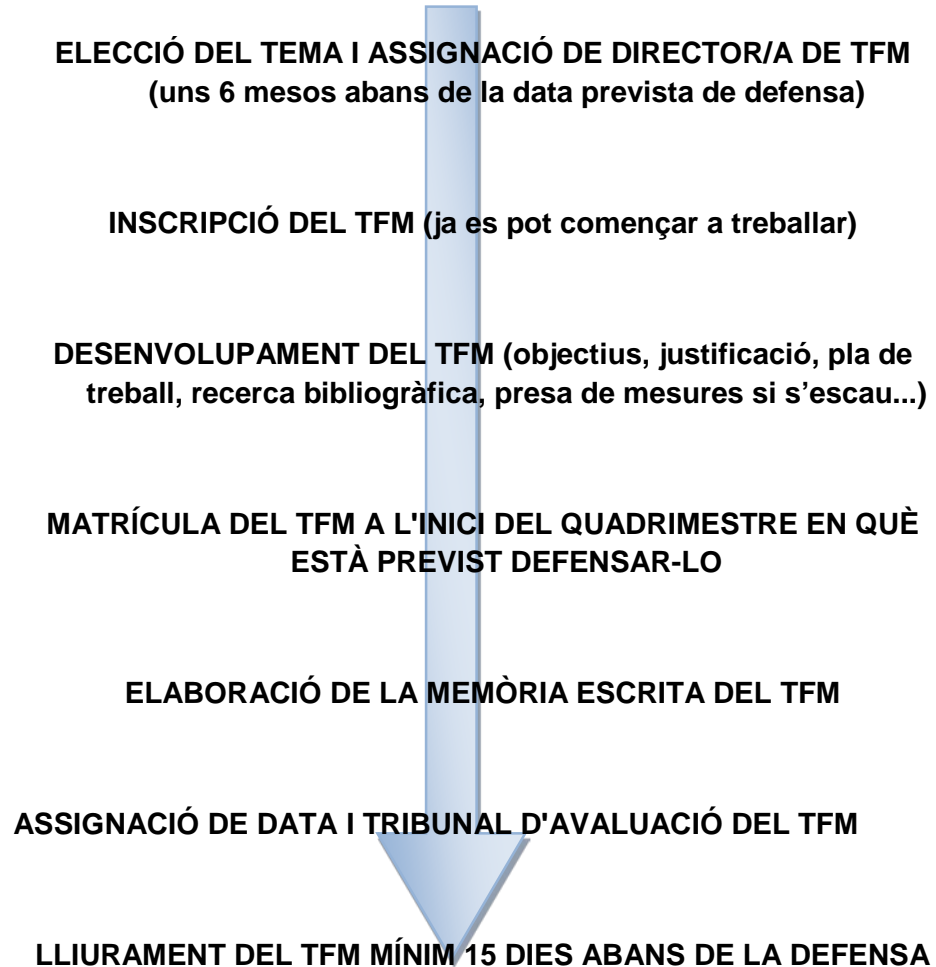 ELECCIÓ DEL TEMA I ASSIGNACIÓ DE DIRECTOR/A DE TFM
(uns 6 mesos abans de la data prevista de defensa)
INSCRIPCIÓ DEL TFM (ja es pot començar a treballar)
DESENVOLUPAMENT DEL TFM (objectius, justificació, pla de
treball, recerca bibliogràfica, presa de mesures si s’escau...)
MATRÍCULA DEL TFM A L'INICI DEL QUADRIMESTRE EN QUÈ
ESTÀ PREVIST DEFENSAR-LO
ELABORACIÓ DE LA MEMÒRIA ESCRITA DEL TFM
ASSIGNACIÓ DE DATA I TRIBUNAL D'AVALUACIÓ DEL TFM
LLIURAMENT DEL TFM MÍNIM 15 DIES ABANS DE LA DEFENSA